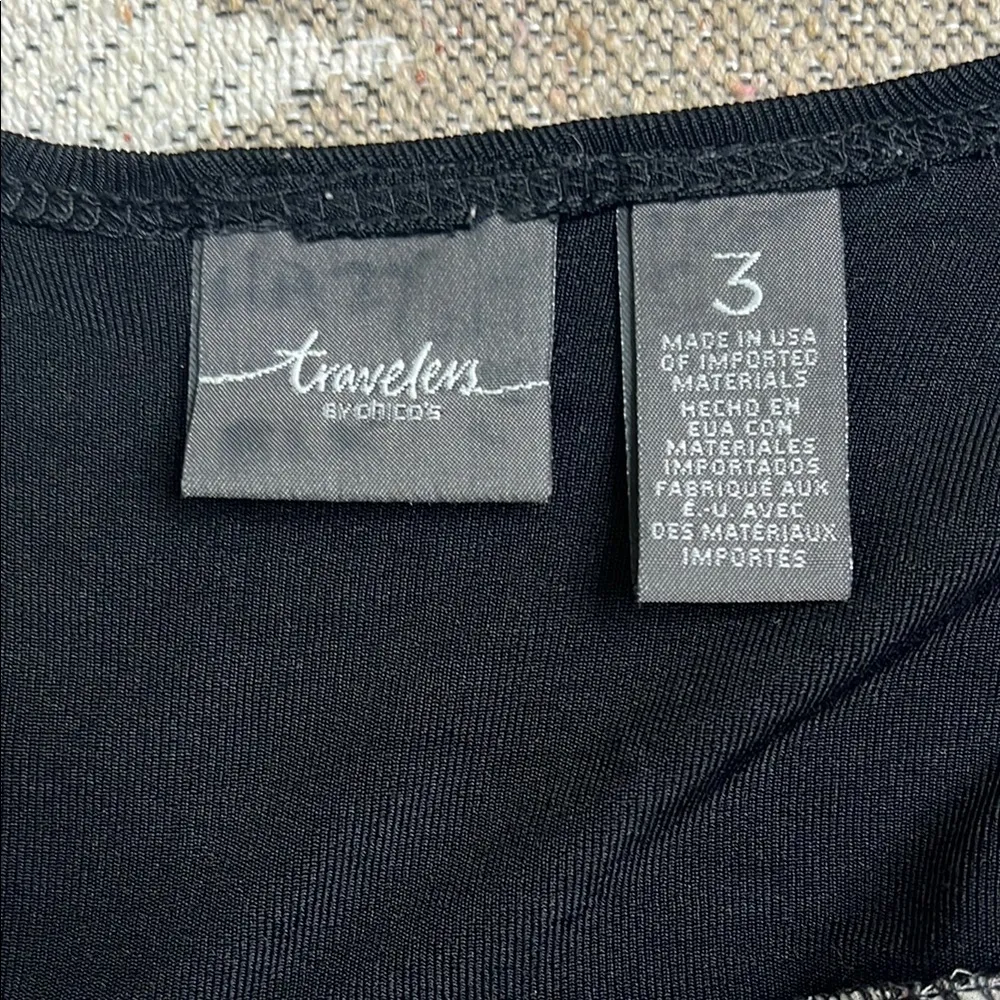 travelers
BY CHICO'S
3
MADE IN USA
OF IMPORTED
MATERIALS
HECHO EN
EUA CON
MATERIALES
IMPORTADOS
FABRIQUÉ AUX
É.-U. AVEC
DES MATÉRIAUX
IMPORTÉS